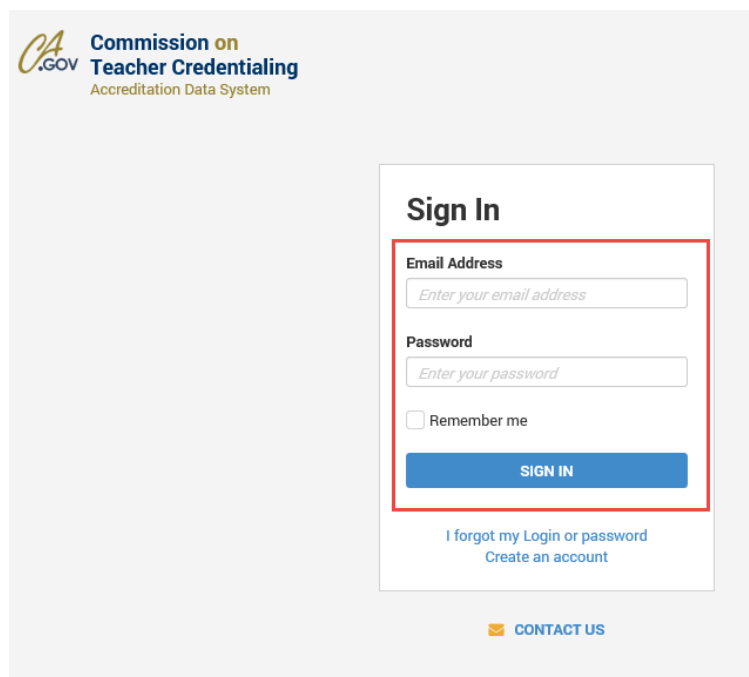 CA
.GOV
Commission on
Teacher Credentialing
Accreditation Data System
Sign In
Email Address
Enter your email address
Password
Enter your password
Remember me
SIGN IN
I forgot my Login or password
Create an account
CONTACT US